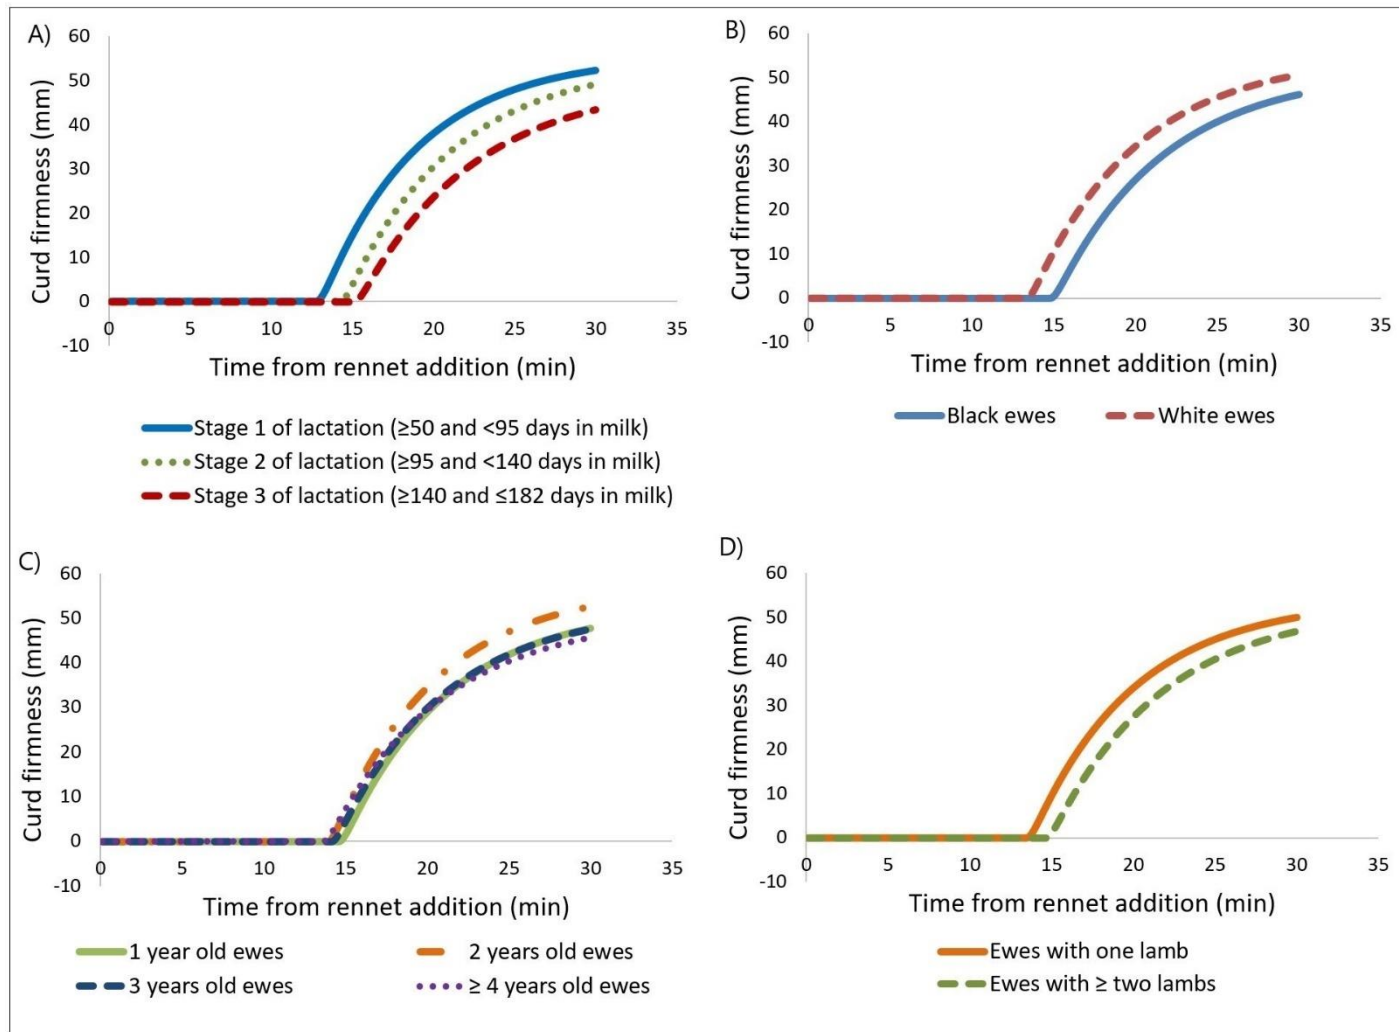 A)
60
50
40
30
20
10
0
-10
0 5 10 15 20 25 30 35
Curd firmness (mm)
Time from rennet addition (min)
Stage 1 of lactation (≥50 and <95 days in milk)
Stage 2 of lactation (≥95 and <140 days in milk)
Stage 3 of lactation (≥140 and ≤182 days in milk)
B)
60
50
40
30
20
10
0
-10
0 5 10 15 20 25 30 35
Curd firmness (mm)
Time from rennet addition (min)
Black ewes White ewes
C)
60
50
40
30
20
10
0
-10
0 5 10 15 20 25 30 35
Curd firmness (mm)
Time from rennet addition (min)
1 year old ewes 2 years old ewes
3 years old ewes ≥ 4 years old ewes
D)
60
50
40
30
20
10
0
-10
0 5 10 15 20 25 30 35
Curd firmness (mm)
Time from rennet addition (min)
Ewes with one lamb
Ewes with ≥ two lambs